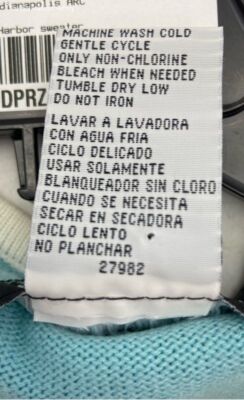 dianapolis ARC
Harbor sweater
DPRZ
MACHINE WASH COLD
GENTLE CYCLE
ONLY NON-CHLORINE
BLEACH WHEN NEEDED
TUMBLE DRY LOW
DO NOT IRON
LAVAR A LAVADORA
CON AGUA FRIA
CICLO DELICADO
USAR SOLAMENTE
BLANQUEADOR SIN CLORO
CUANDO SE NECESITA
SECAR EN SECADORA
CICLO LENTO
NO PLANCHAR
27982